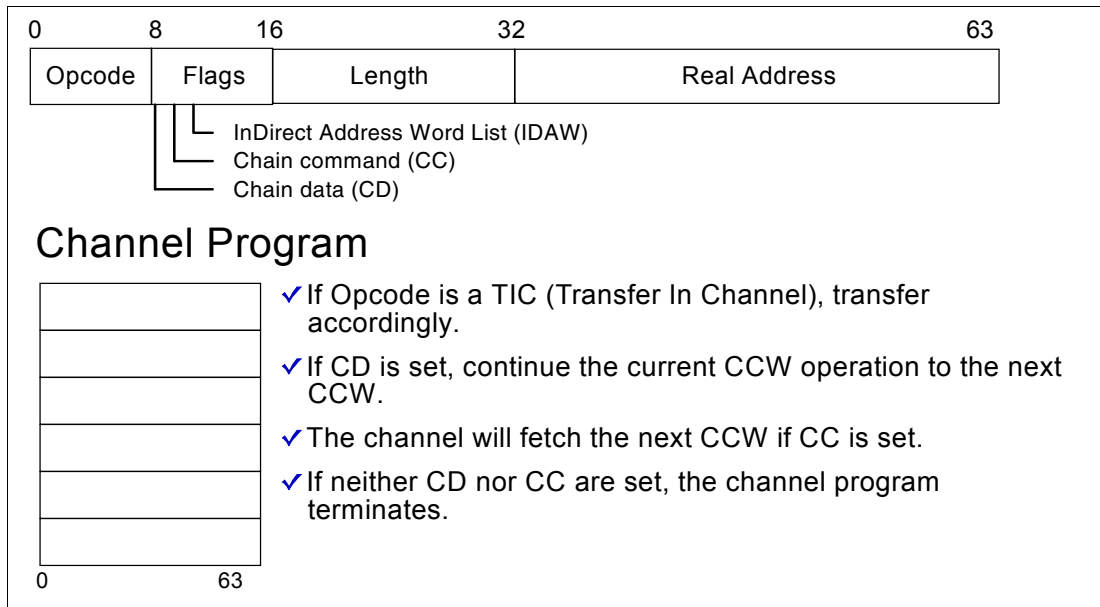 0 8 16 32 63
Opcode Flags Length Real Address
InDirect Address Word List (IDAW)
Chain command (CC)
Chain data (CD)
Channel Program
✓If Opcode is a TIC (Transfer In Channel), transfer
accordingly.
✓If CD is set, continue the current CCW operation to the next
CCW.
✓The channel will fetch the next CCW if CC is set.
✓If neither CD nor CC are set, the channel program
terminates.
0 63